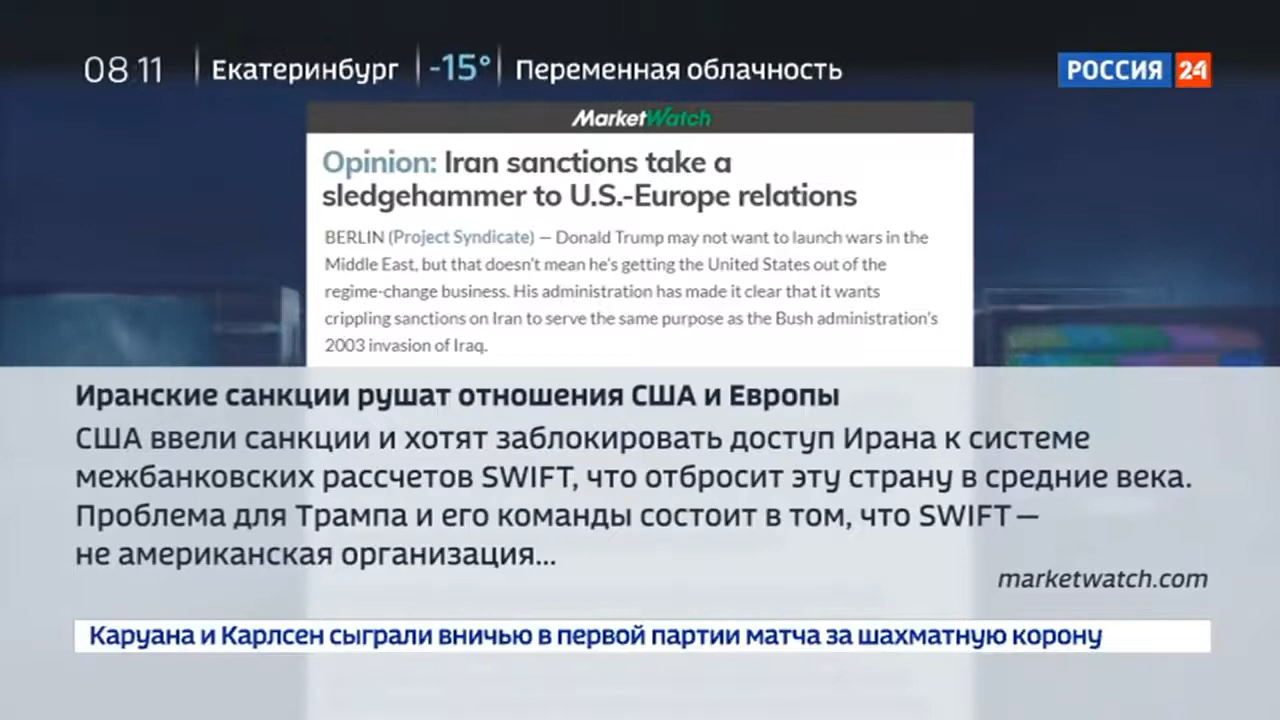 08 11 Екатеринбург -15° Переменная облачность РОССИЯ 24
MarketWatch
Opinion: Iran sanctions take a
sledgehammer to U.S.-Europe relations
BERLIN (Project Syndicate) — Donald Trump may not want to launch wars in the
Middle East, but that doesn't mean he's getting the United States out of the
regime-change business. His administration has made it clear that it wants
crippling sanctions on Iran to serve the same purpose as the Bush administration's
2003 invasion of Iraq.
Иранские санкции рушат отношения США и Европы
США ввели санкции и хотят заблокировать доступ Ирана к системе
межбанковских рассчетов SWIFT, что отбросит эту страну в средние века.
Проблема для Трампа и его команды состоит в том, что SWIFT —
не американская организация...
marketwatch.com
Каруана и Карлсен сыграли вничью в первой партии матча за шахматную корону